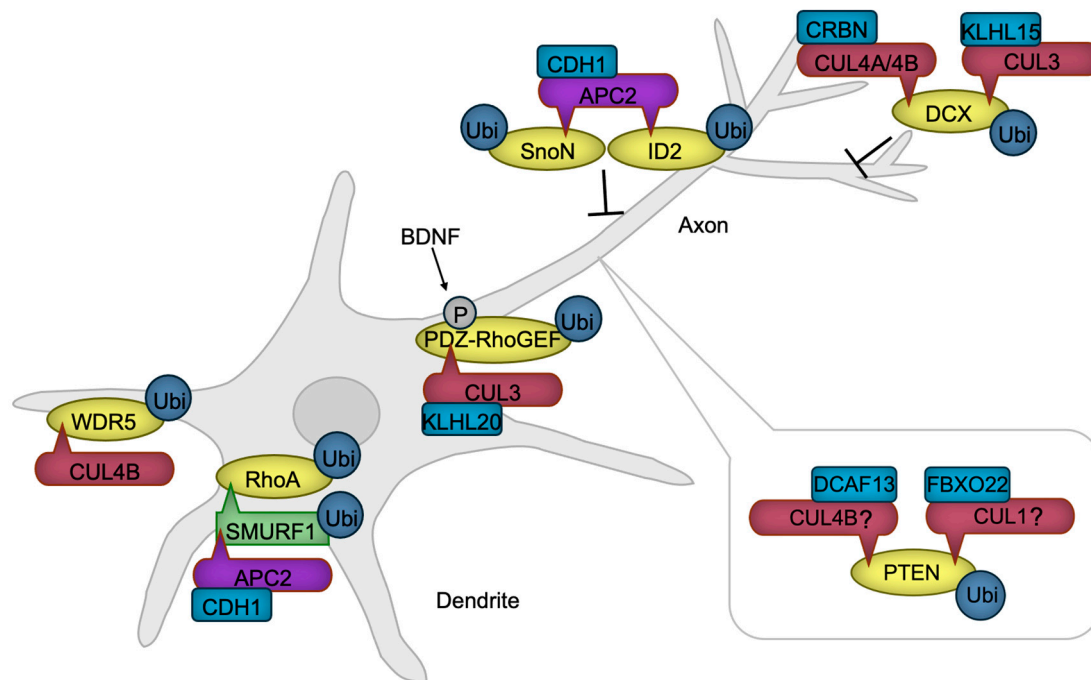 CRBN
KLHL15
CUL4A/4B
CUL3
CDH1
APC2
DCX
Ubi
Ubi
Ubi
SnoN
ID2
Axon
BDNF
P
Ubi
PDZ-RhoGEF
CUL3
KLHL20
Ubi
WDR5
CUL4B
Ubi
RhoA
Ubi
SMURF1
APC2
CDH1
Dendrite
DCAF13
FBXO22
CUL4B?
CUL1?
PTEN
Ubi